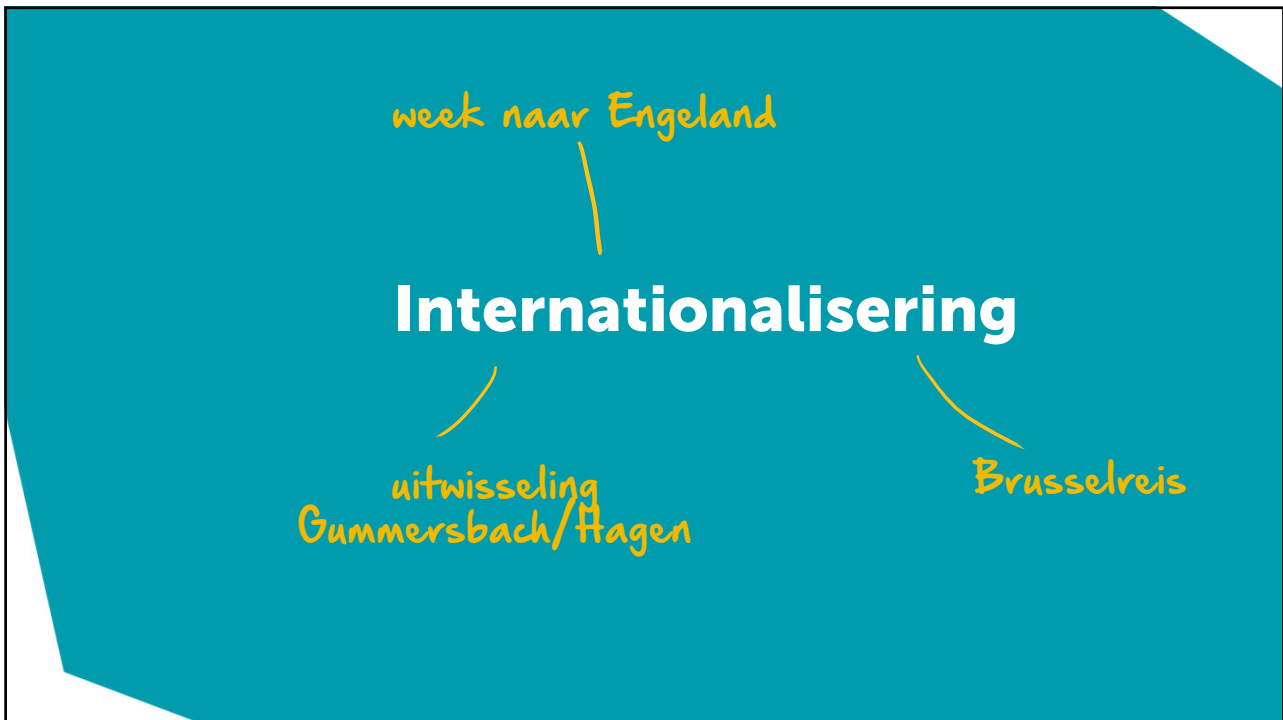 week naar Engeland
Internationalisering
uitwisseling
Gummersbach/Hagen
Brusselreis